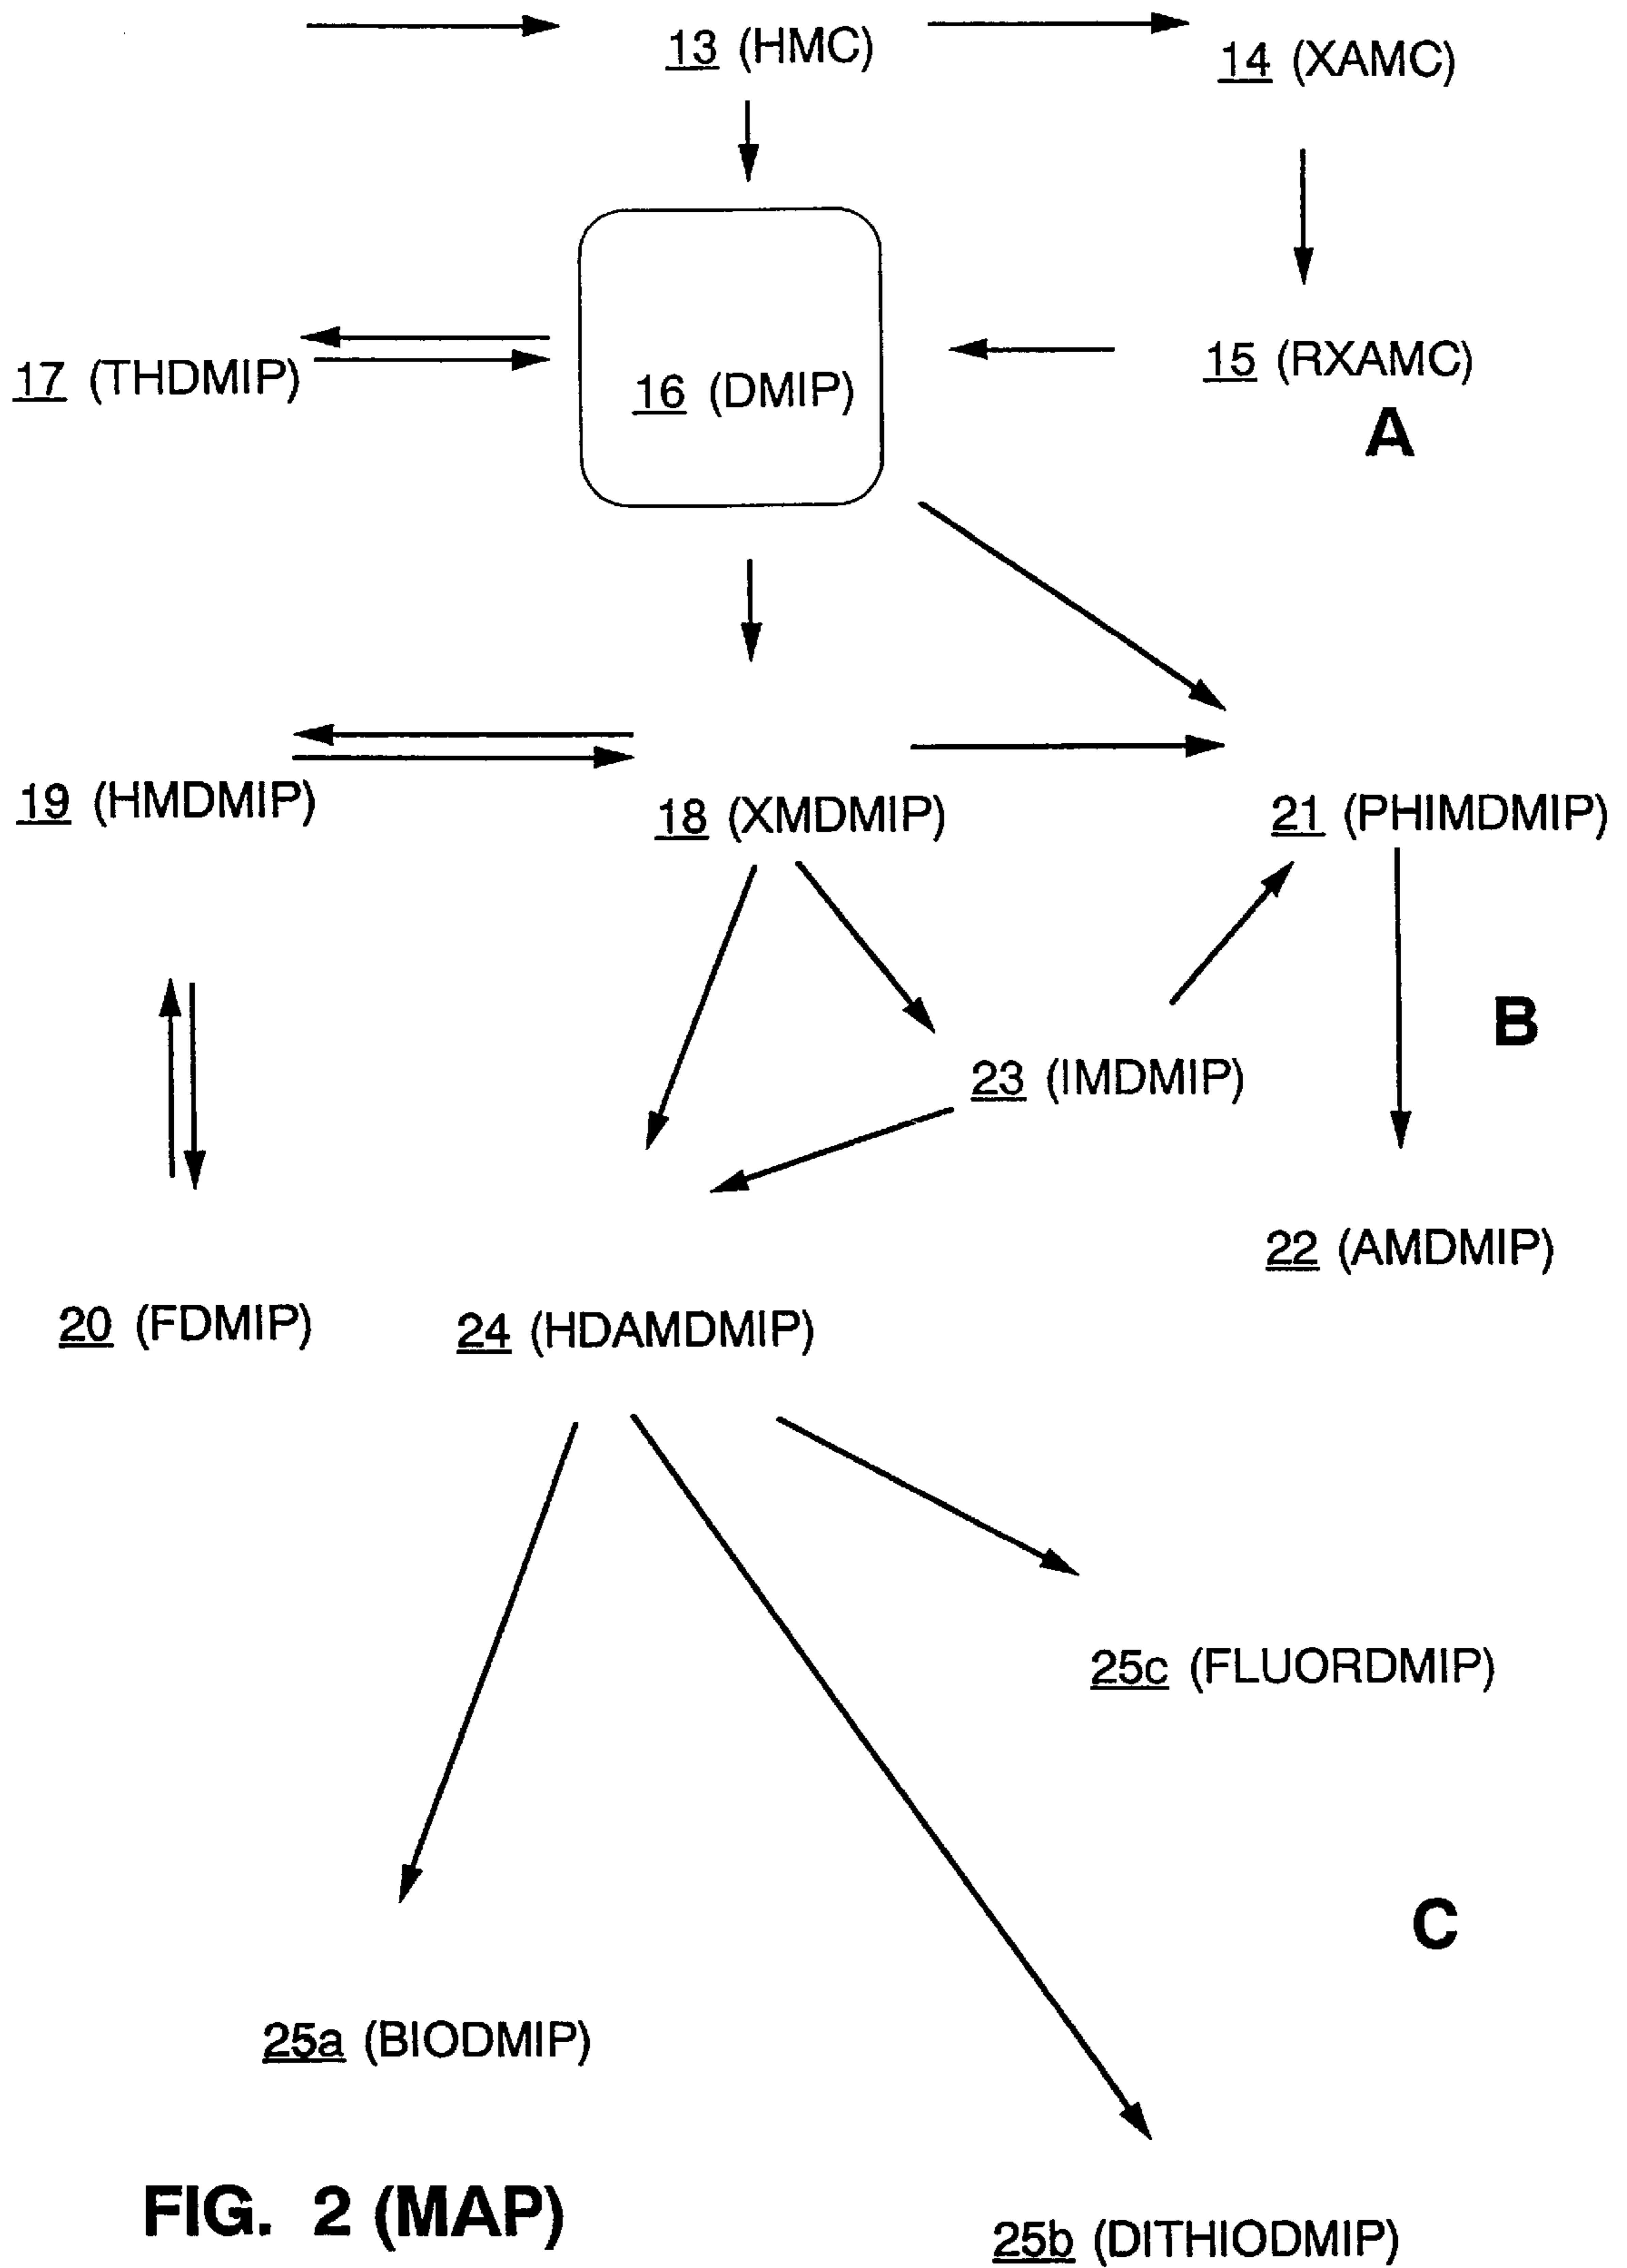 13 (HMC)
14 (XAMC)
17 (THDMIP)
16 (DMIP)
15 (RXAMC)
A
19 (HMDMIP)
18 (XMDMIP)
21 (PHIMDMIP)
B
23 (IMDMIP)
22 (AMDMIP)
20 (FDMIP)
24 (HDAMDMIP)
25c (FLUORDMIP)
C
25a (BIODMIP)
FIG. 2 (MAP)
25b (DITHIODMIP)